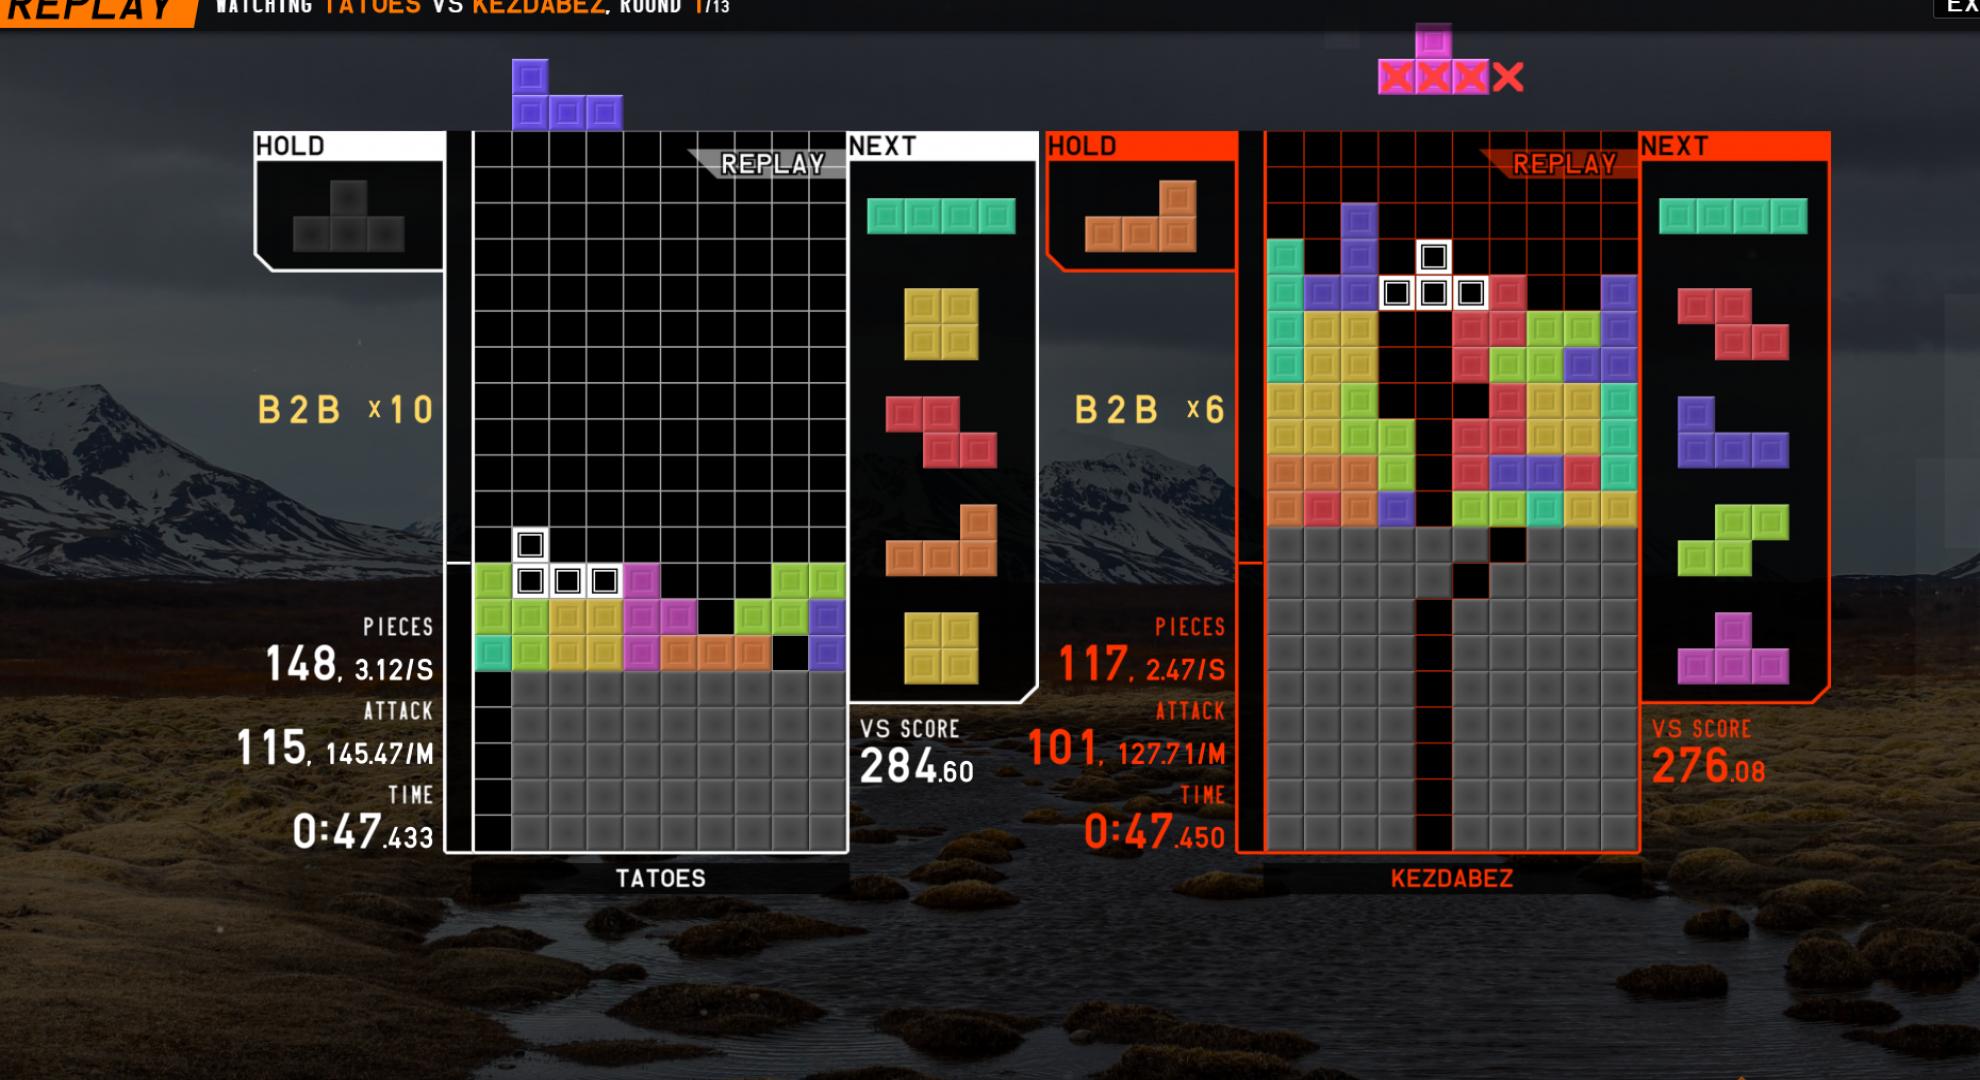 REPLAY WATCHING TATOES VS KEZDABEZ, ROUND 1/13
HOLD
REPLAY
NEXT
B2B x10
PIECES
148, 3.12/S
ATTACK
115, 145.47/M
TIME
0:47.433
VS SCORE
284.60
TATOES
HOLD
REPLAY
NEXT
B2B x6
PIECES
117, 2.47/S
ATTACK
101, 127.71/M
TIME
0:47.450
VS SCORE
276.08
KEZDABEZ